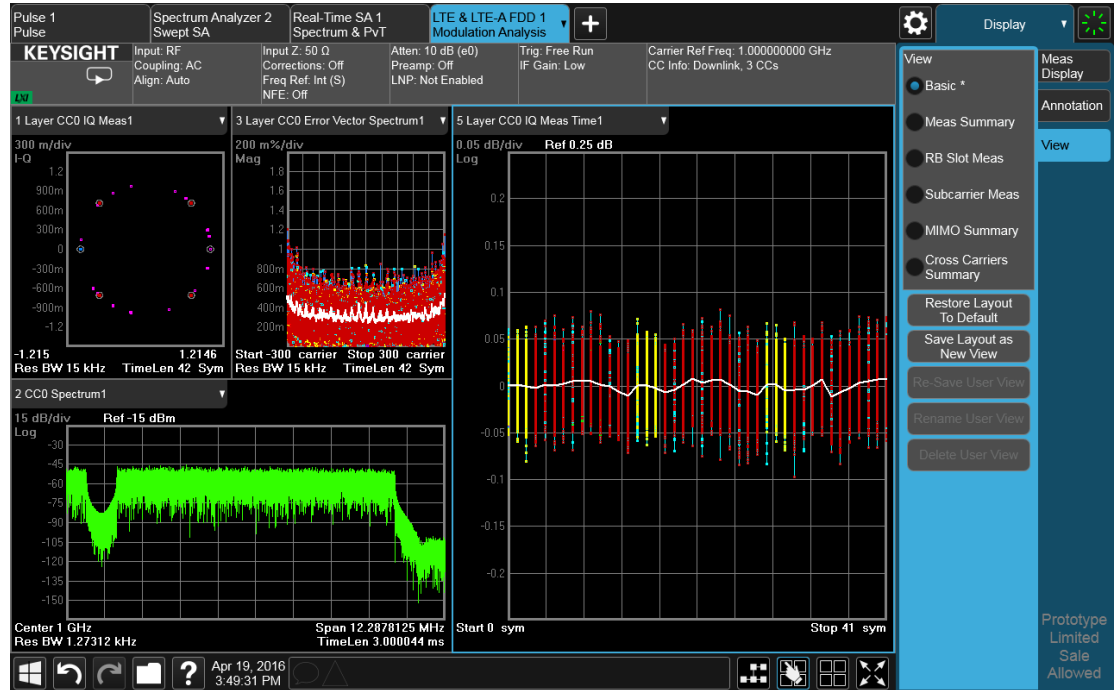 Pulse 1
Pulse
Spectrum Analyzer 2
Swept SA
Real-Time SA 1
Spectrum & PvT
LTE & LTE-A FDD 1
Modulation Analysis
Display
KEYSIGHT
LXI
Input: RF
Coupling: AC
Align: Auto
Input Z: 50 Ω
Corrections: Off
Freq Ref: Int (S)
NFE: Off
Atten: 10 dB (e0)
Preamp: Off
LNP: Not Enabled
Trig: Free Run
IF Gain: Low
Carrier Ref Freq: 1.000000000 GHz
CC Info: Downlink, 3 CCs
1 Layer CC0 IQ Meas1
300 m/div
I-Q
1.2
900m
600m
300m
0
-300m
-600m
-900m
-1.2
-1.215 1.2146
Res BW 15 kHz TimeLen 42 Sym
3 Layer CC0 Error Vector Spectrum1
200 m%/div
Mag
1.8
1.6
1.4
1.2
1
800m
600m
400m
200m
Start -300 carrier Stop 300 carrier
Res BW 15 kHz TimeLen 42 Sym
2 CC0 Spectrum1
15 dB/div Ref -15 dBm
Log
-30
-45
-60
-75
-90
-105
-120
-135
-150
Center 1 GHz Span 12.2878125 MHz
Res BW 1.27312 kHz TimeLen 3.000044 ms
5 Layer CC0 IQ Meas Time1
0.05 dB/div Ref 0.25 dB
Log
0.2
0.15
0.1
0.05
0
-0.05
-0.1
-0.15
-0.2
Start 0 sym Stop 41 sym
View
Basic *
Meas Summary
RB Slot Meas
Subcarrier Meas
MIMO Summary
Cross Carriers
Summary
Restore Layout
To Default
Save Layout as
New View
Re-Save User View
Rename User View
Delete User View
Meas
Display
Annotation
View
Prototype
Limited
Sale
Allowed
?
Apr 19, 2016
3:49:31 PM